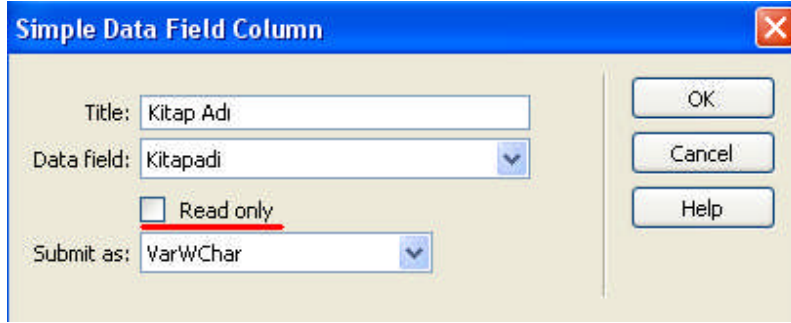 Simple Data Field Column
Title: Kitap Adı
OK
Data field: Kitapadi
Cancel
Read only
Help
Submit as: VarWChar